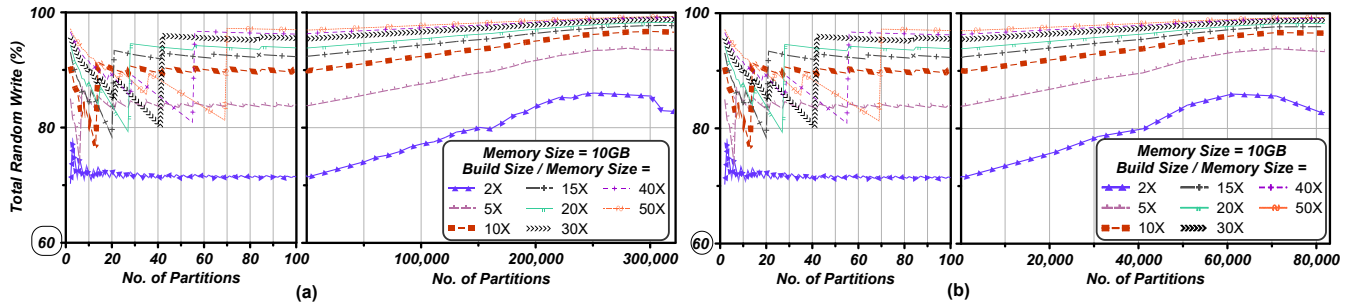 Total Random Write (%)
100
90
80
70
60
0
20
40
60
80
100
No. of Partitions
100,000
200,000
300,000
No. of Partitions
Memory Size = 10GB
Build Size / Memory Size =
2X 15X 40X
5X 20X 50X
10X 30X
(a)
100
90
80
70
60
0
20
40
60
80
100
No. of Partitions
20,000
40,000
60,000
80,000
No. of Partitions
Memory Size = 10GB
Build Size / Memory Size =
2X 15X 40X
5X 20X 50X
10X 30X
(b)